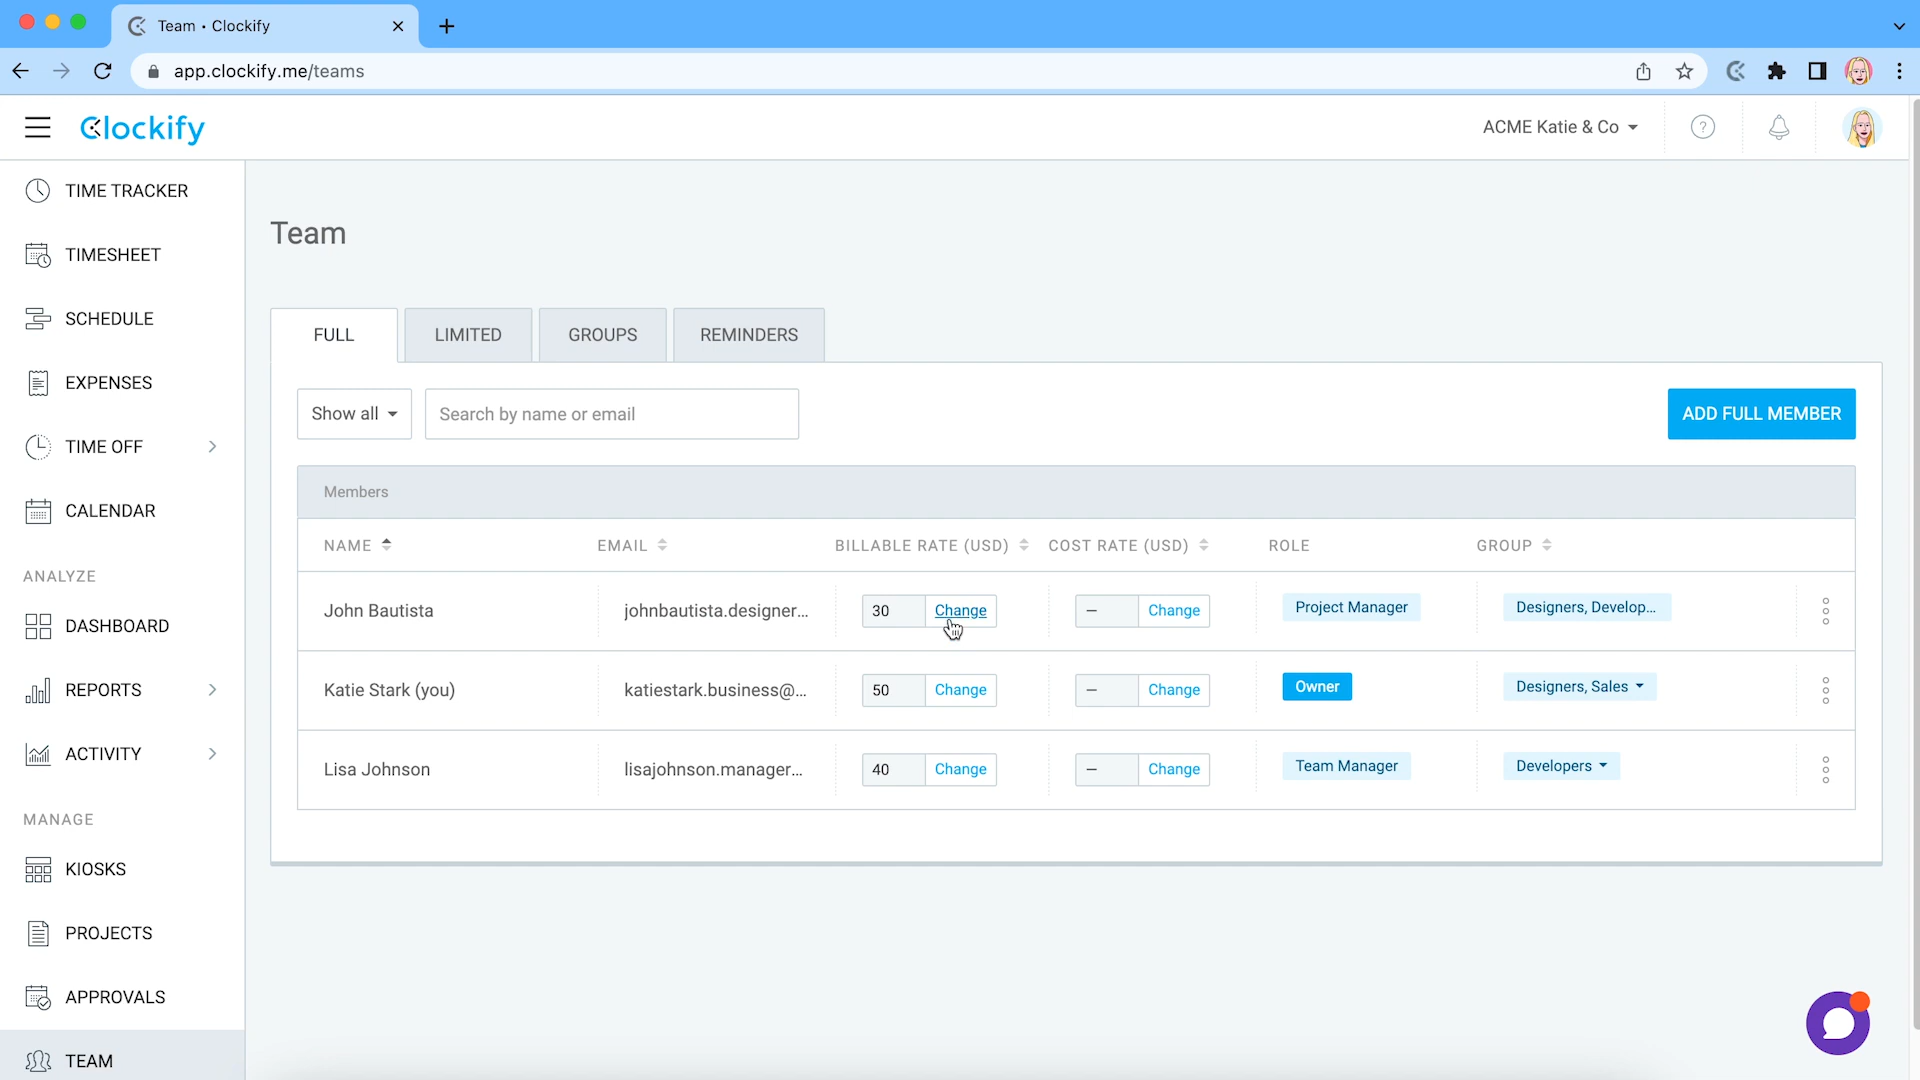 Team • Clockify
app.clockify.me/teams
Clockify
ACME Katie & Co
TIME TRACKER
TIMESHEET
SCHEDULE
EXPENSES
TIME OFF
CALENDAR
ANALYZE
DASHBOARD
REPORTS
ACTIVITY
MANAGE
KIOSKS
PROJECTS
APPROVALS
TEAM
Team
FULL LIMITED GROUPS REMINDERS
Show all Search by name or email ADD FULL MEMBER
Members
NAME EMAIL BILLABLE RATE (USD) COST RATE (USD) ROLE GROUP
John Bautista johnbautista.designer... 30 Change – Change Project Manager Designers, Develop...
Katie Stark (you) katiestark.business@... 50 Change – Change Owner Designers, Sales
Lisa Johnson lisajohnson.manager... 40 Change – Change Team Manager Developers